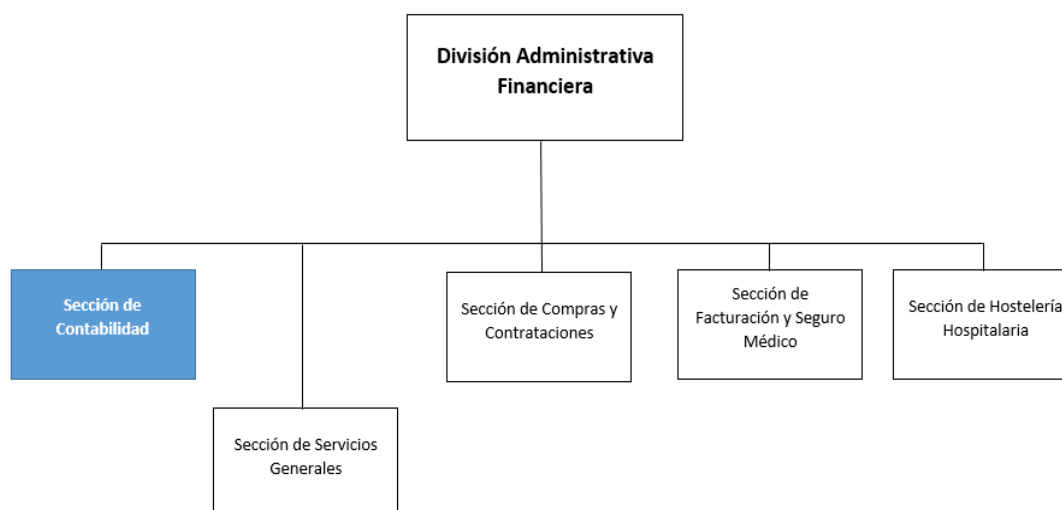 División Administrativa
Financiera
Sección de
Contabilidad
Sección de Compras y
Contrataciones
Sección de
Facturación y Seguro
Médico
Sección de Hostelería
Hospitalaria
Sección de Servicios
Generales